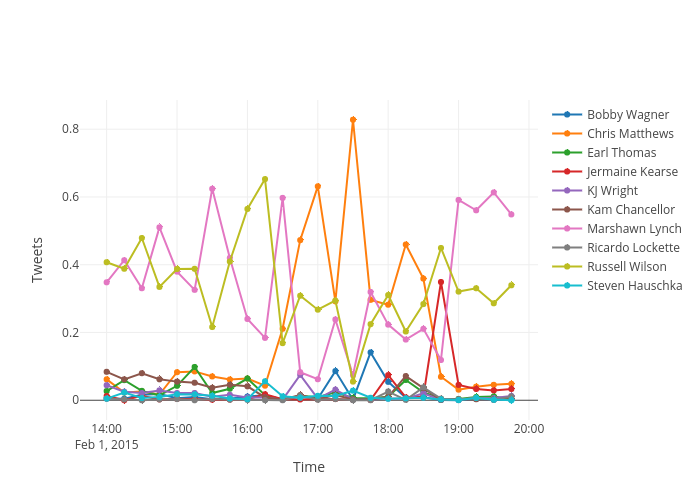 0.8
0.6
0.4
0.2
0
Tweets
14:00
15:00
16:00
17:00
18:00
19:00
20:00
Feb 1, 2015
Time
Bobby Wagner
Chris Matthews
Earl Thomas
Jermaine Kearse
KJ Wright
Kam Chancellor
Marshawn Lynch
Ricardo Lockette
Russell Wilson
Steven Hauschka